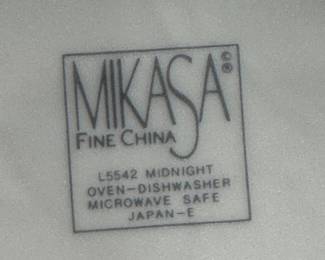 MIKASA ©®
FINE CHINA
L5542 MIDNIGHT
OVEN-DISHWASHER
MICROWAVE SAFE
JAPAN-E